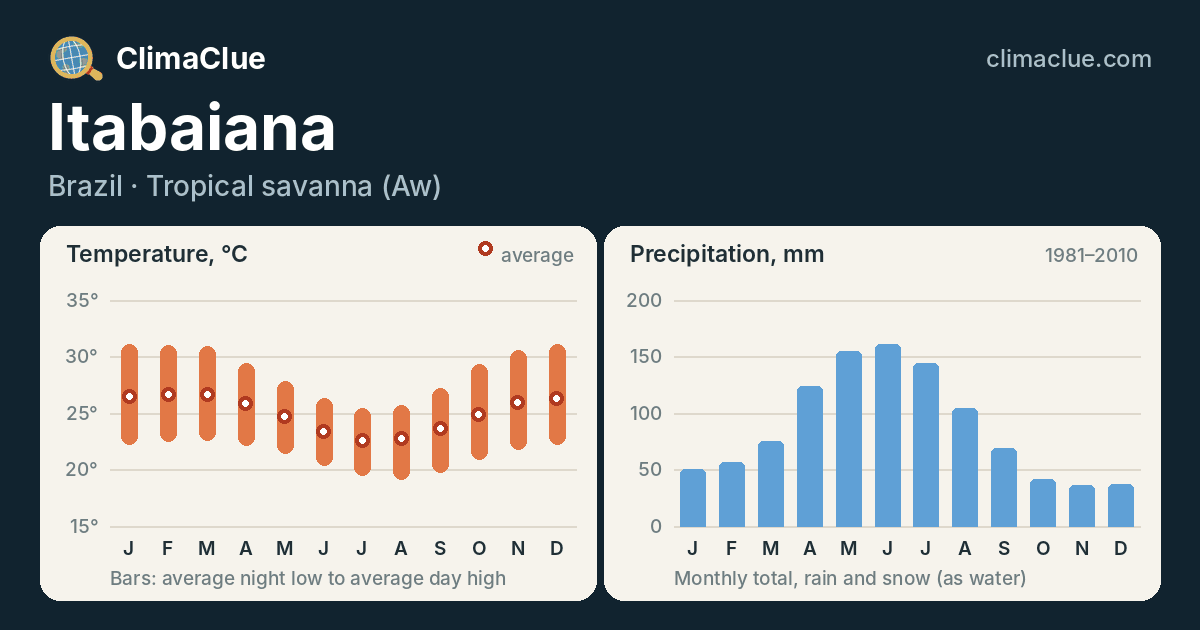 ClimaClue
climaclue.com
Itabaiana
Brazil · Tropical savanna (Aw)
Temperature, °C
average
35°
30°
25°
20°
15°
J F M A M J J A S O N D
Bars: average night low to average day high
Precipitation, mm
1981–2010
200
150
100
50
0
J F M A M J J A S O N D
Monthly total, rain and snow (as water)